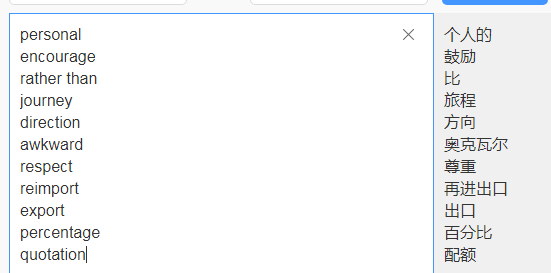 personal
encourage
rather than
journey
direction
awkward
respect
reimport
export
percentage
quotation
个人的
鼓励
比
旅程
方向
奥克瓦尔
尊重
再进出口
出口
百分比
配额